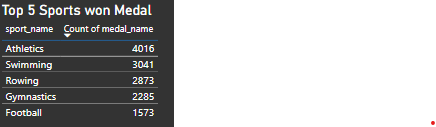 Top 5 Sports won Medal
sport_name Count of medal_name
Athletics 4016
Swimming 3041
Rowing 2873
Gymnastics 2285
Football 1573